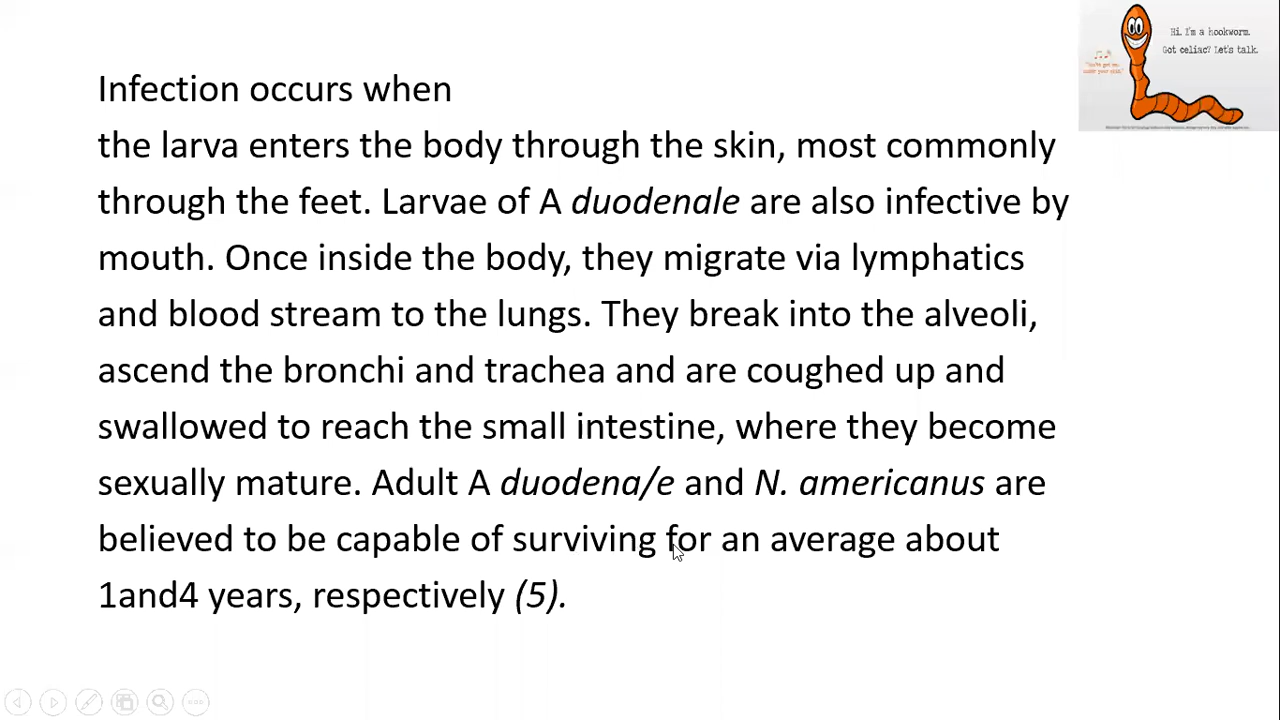 Hi. I'm a hookworm.
Got celiac? Let's talk.
Infection occurs when
the larva enters the body through the skin, most commonly
through the feet. Larvae of A duodenale are also infective by
mouth. Once inside the body, they migrate via lymphatics
and blood stream to the lungs. They break into the alveoli,
ascend the bronchi and trachea and are coughed up and
swallowed to reach the small intestine, where they become
sexually mature. Adult A duodena/e and N. americanus are
believed to be capable of surviving for an average about
1and4 years, respectively (5).